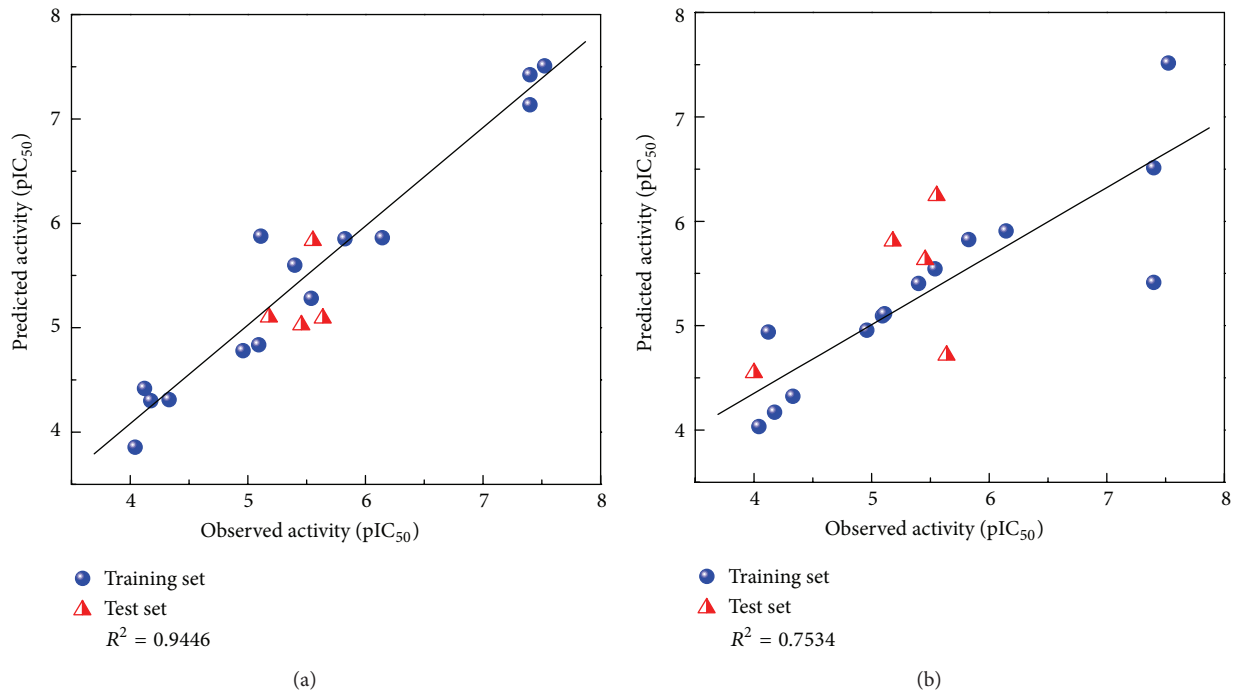 8
7
6
5
4
Predicted activity (pIC₅₀)
4 5 6 7 8
Observed activity (pIC₅₀)
Training set
Test set
R² = 0.9446
(a)
8
7
6
5
4
Predicted activity (pIC₅₀)
4 5 6 7 8
Observed activity (pIC₅₀)
Training set
Test set
R² = 0.7534
(b)